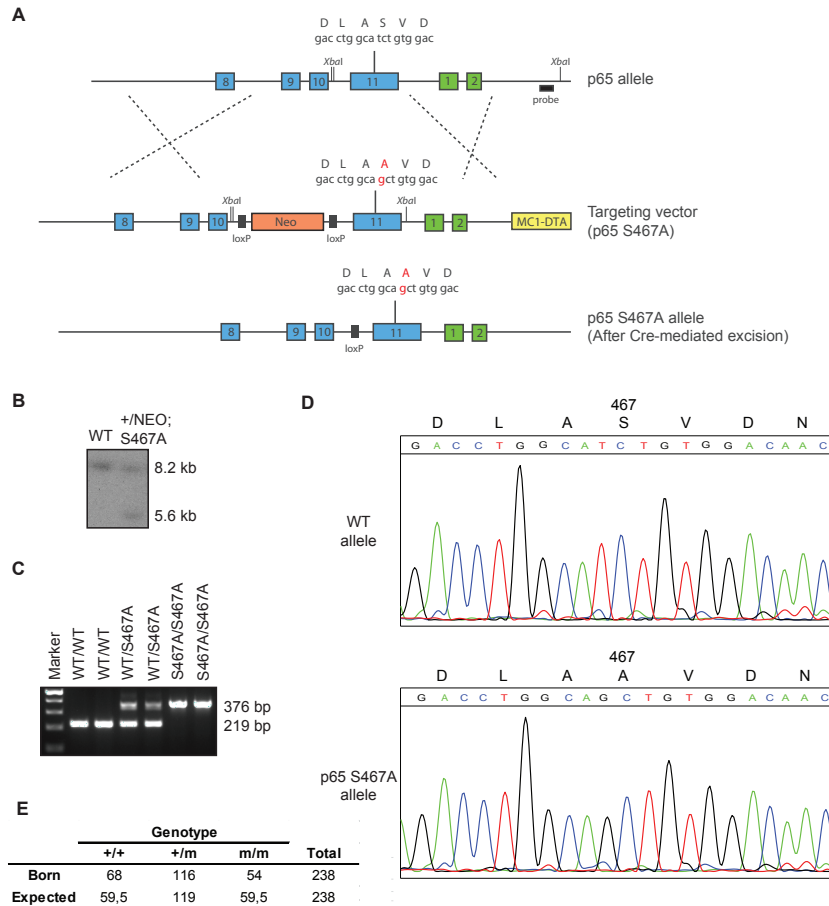 A
D L A S V D
gac ctg gca tct gtg gac
XbaI
XbaI
8
9
10
11
1
2
probe
p65 allele
D L A A V D
gac ctg gca gct gtg gac
XbaI
XbaI
8
9
10
Neo
11
1
2
MC1-DTA
loxP
loxP
Targeting vector
(p65 S467A)
D L A A V D
gac ctg gca gct gtg gac
8
9
10
11
1
2
loxP
p65 S467A allele
(After Cre-mediated excision)
B
WT
+/NEO;
S467A
8.2 kb
5.6 kb
C
Marker
WT/WT
WT/WT
WT/S467A
WT/S467A
S467A/S467A
S467A/S467A
376 bp
219 bp
D
467
D L A S V D N
G A C C T G G C A T C T G T G G A C A A C
WT
allele
467
D L A A V D N
G A C C T G G C A G C T G T G G A C A A C
p65 S467A
allele
E
Genotype
+/+ +/m m/m Total
Born 68 116 54 238
Expected 59,5 119 59,5 238